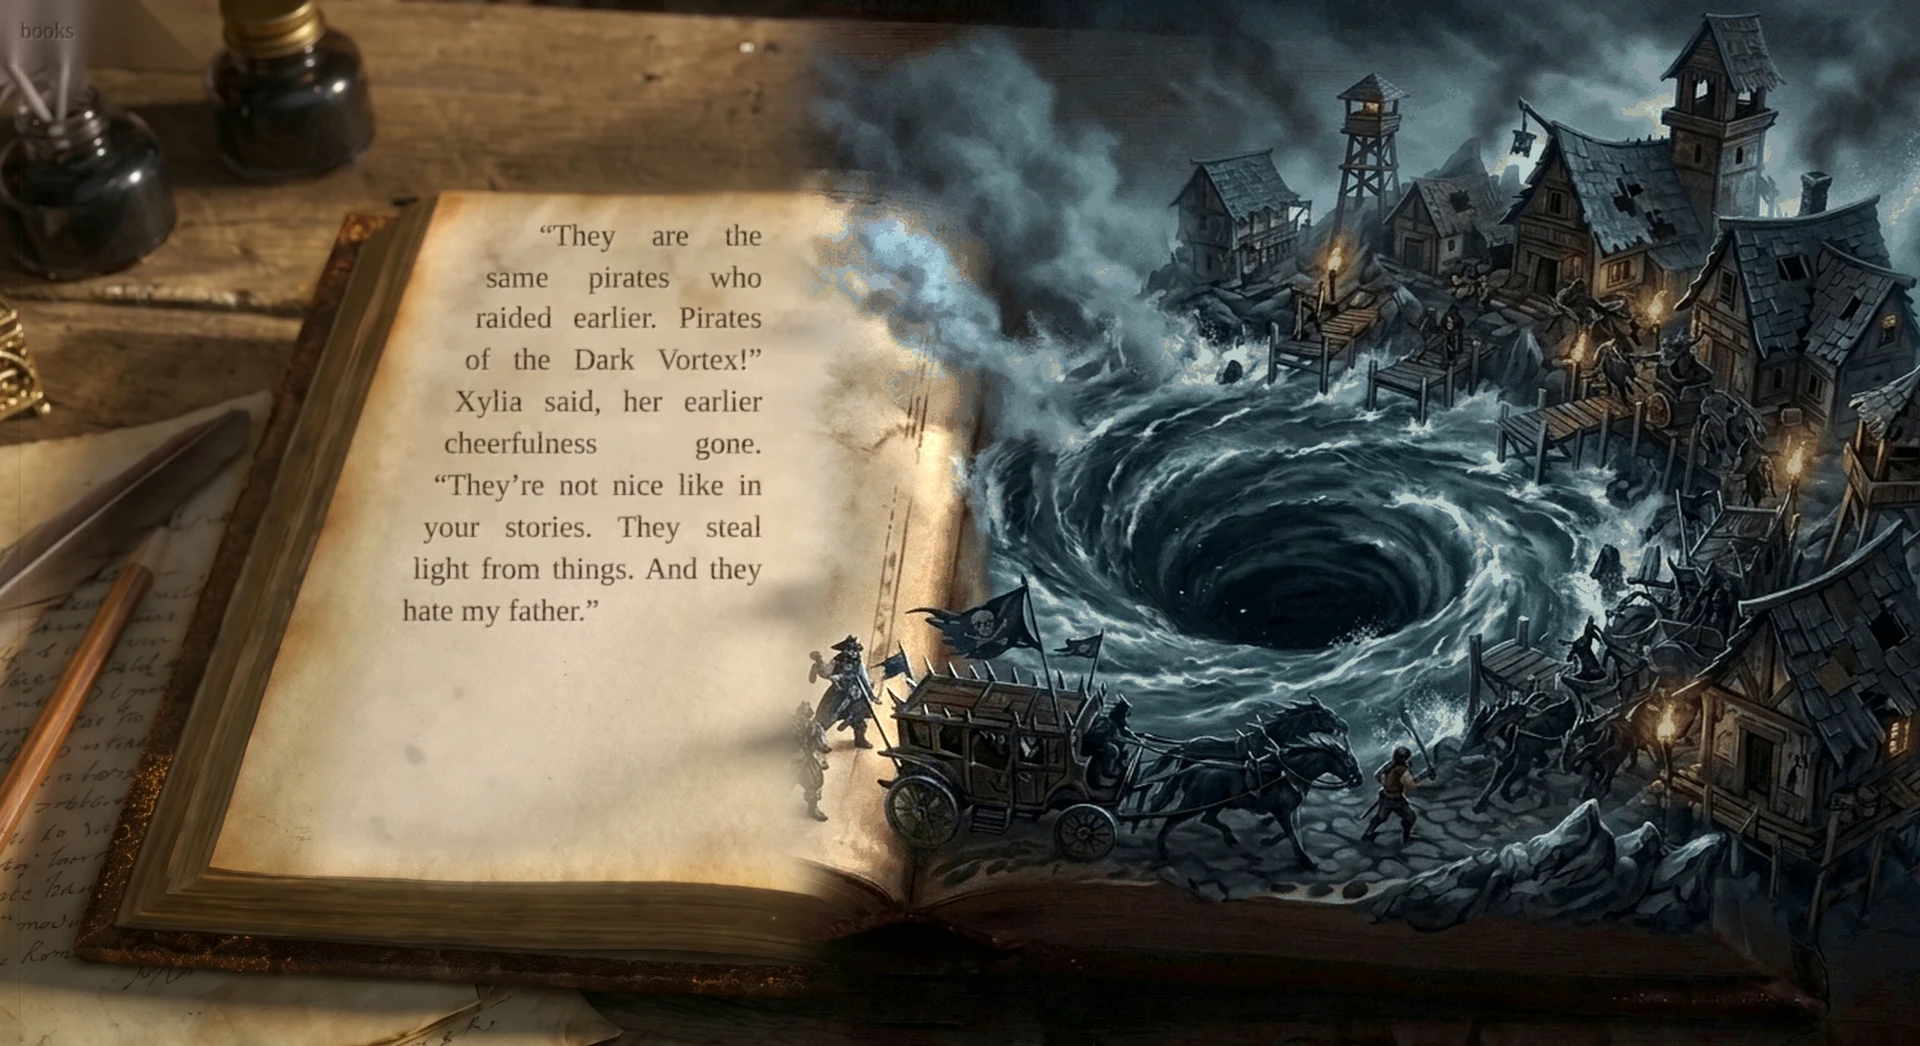 books
“They are the
same pirates who
raided earlier. Pirates
of the Dark Vortex!”
Xylia said, her earlier
cheerfulness gone.
“They’re not nice like in
your stories. They steal
light from things. And they
hate my father.”